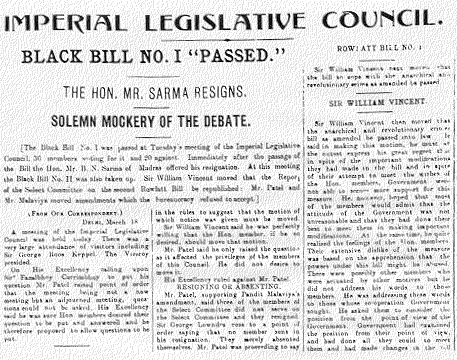 IMPERIAL LEGISLATIVE COUNCIL.
BLACK BILL NO. I "PASSED."
THE HON. MR. SARMA RESIGNS.
SOLEMN MOCKERY OF THE DEBATE.
[The Black Bill No. I was passed at Tuesday's meeting of the Imperial Legislative
Council, members voting for it and 20 against. Immediately after the passage of
the Bill the Hon. Mr. B. N. Sarma of Madras offered his resignation. At this meeting
the Black Bill No. II was also taken up. Sir William Vincent moved that the Report
of the Select Committee on the second Rowlatt Bill be republished. Mr. Patel and
Mr. Malaviya moved amendments which the bureaucracy refused to accept.]
(FROM OUR CORRESPONDENT.)
DELHI, March 18
A meeting of the Imperial Legislative
Council was held today. There was a
very large attendance of visitors including
Sir George Roos Keppel. The Viceroy
presided.
On His Excellency calling upon
Sir Fazulbhoy Currimbhoy to put his
question Mr. Patel raised point of order
that the meeting being not a new
meeting but an adjourned meeting, ques-
tions could not be asked. His Excellency
said he was sure Hon. members desired their
question to be put and answered and he
therefore proposed to allow questions to be
put.
in the rules to suggest that the motion of
which notice was given must be moved.
Sir William Vincent said he was perfectly
willing that the Hon. member, if he so
desired, should move that motion.
Mr. Patel said he only raised the question
as it affected the privileges of the members
of this Council. He did not desire to
move it.
His Excellency ruled against Mr. Patel.
RESIGNING OR ABSENTING.
Mr. Patel, supporting Pandit Malaviya's
amendment, said three of the members of
the Select Committee did not serve on
the Select Committee and they resigned.
Sir George Lowndes rose to a point of
order saying that no member sent in
his resignation. They merely absented
themselves. Mr. Patel was proceeding to say
ROWLATT BILL NO. 1
Sir William Vincent next moved that
the bill to cope with the anarchical and
revolutionary crime as amended be passed.
SIR WILLIAM VINCENT
Sir William Vincent then moved that
the anarchical and revolutionary crime
bill as amended be passed into law. He
said in making this motion, he must at
the outset express his great regret that
in spite of the important modifications
they had made in the bill and in spite
of their attempt to meet the wishes of
the Hon. members, Government were
not able to secure more support for this
measure. He, however, hoped that most
of the members would admit that the
attitude of the Government was not
unreasonable and that they had done their
best to meet them in making important
modifications. At the same time, he quite
realised the feelings of the Hon. members.
Their extensive dislike of the measure
was based on the apprehension that the
powers under this bill might be abused.
There were possibly other members who
were actuated by other motives but he
did not address his words to these
members. He was addressing those words
to those whose co-operation Government
sought. He asked them to consider the
position from the point of view of the
Government. Government had examined
the position from their point of view
and had done all they could to meet
them and had made changes in the bill